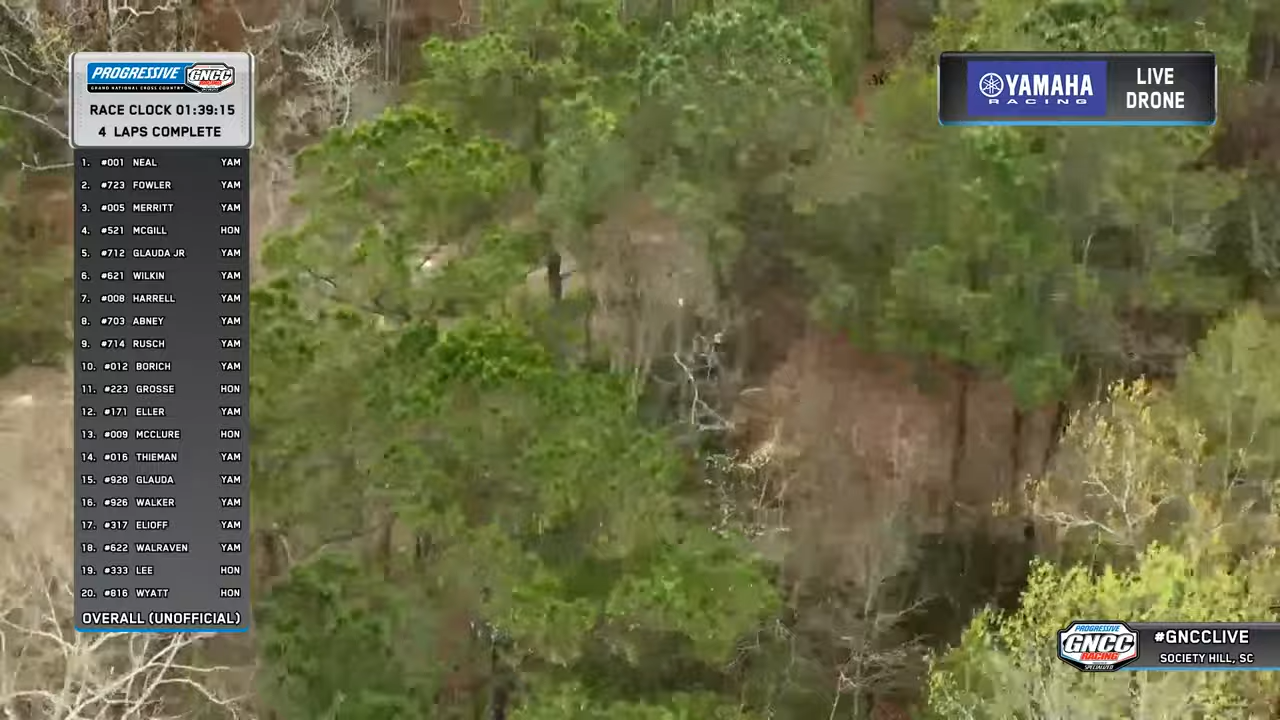 PROGRESSIVE GNCC RACING
GRAND NATIONAL CROSS COUNTRY
RACE CLOCK 01:39:15
4 LAPS COMPLETE
1. #001 NEAL YAM
2. #723 FOWLER YAM
3. #005 MERRITT YAM
4. #521 MCGILL HON
5. #712 GLAUDA JR YAM
6. #621 WILKIN YAM
7. #008 HARRELL YAM
8. #703 ABNEY YAM
9. #714 RUSCH YAM
10. #012 BORICH YAM
11. #223 GROSSE HON
12. #171 ELLER YAM
13. #009 MCCLURE HON
14. #016 THIEMAN YAM
15. #928 GLAUDA YAM
16. #926 WALKER YAM
17. #317 ELIOFF YAM
18. #622 WALRAVEN YAM
19. #333 LEE HON
20. #816 WYATT HON
OVERALL (UNOFFICIAL)
YAMAHA
RACING
LIVE
DRONE
PROGRESSIVE
GNCC
RACING
SPECIALIZED
#GNCCLIVE
SOCIETY HILL, SC